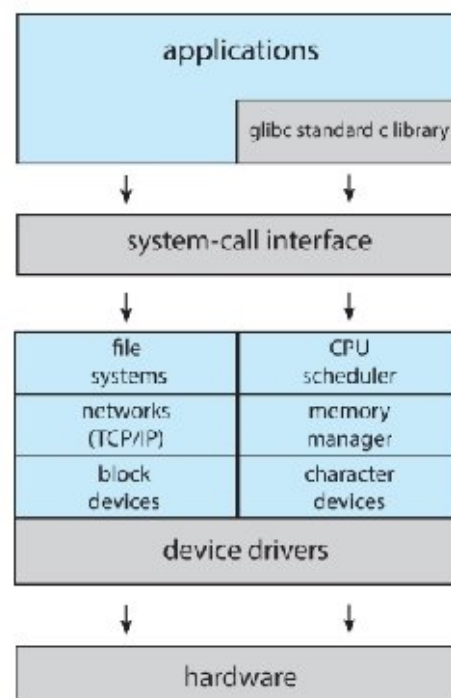 applications
glibc standard c library
system-call interface
file
systems
CPU
scheduler
networks
(TCP/IP)
memory
manager
block
devices
character
devices
device drivers
hardware